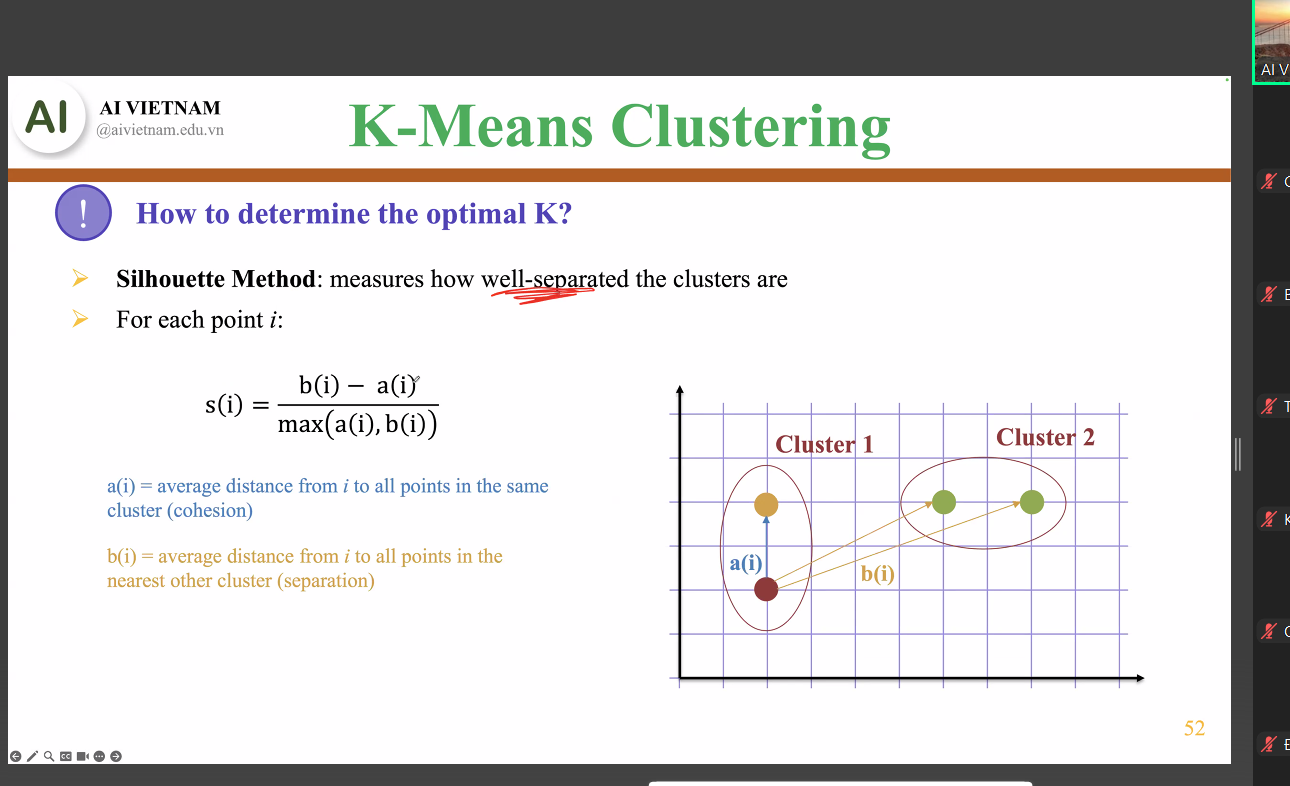 AI
AI VIETNAM
@aivietnam.edu.vn
K-Means Clustering
AI V
!
How to determine the optimal K?
➢ Silhouette Method: measures how well-separated the clusters are
➢ For each point i:
s(i) = b(i) − a(i) / max(a(i), b(i))
a(i) = average distance from i to all points in the same
cluster (cohesion)
b(i) = average distance from i to all points in the
nearest other cluster (separation)
Cluster 1
Cluster 2
a(i)
b(i)
52
CC